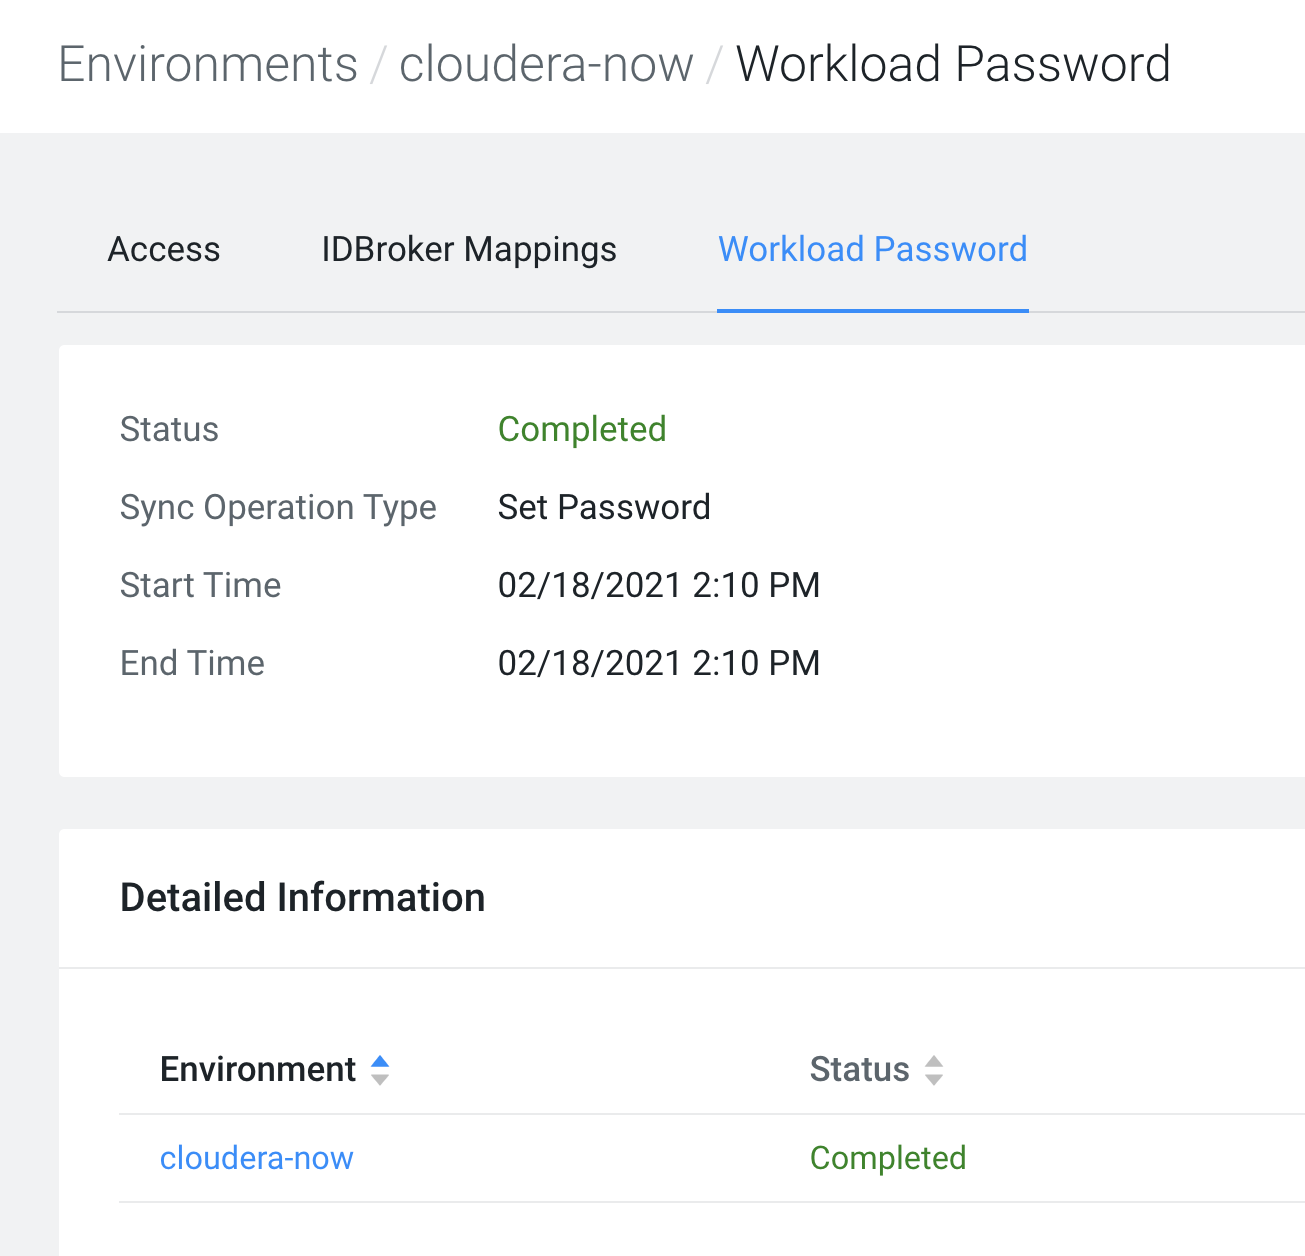 Environments / cloudera-now / Workload Password
Access IDBroker Mappings Workload Password
Status Completed
Sync Operation Type Set Password
Start Time 02/18/2021 2:10 PM
End Time 02/18/2021 2:10 PM
Detailed Information
Environment Status
cloudera-now Completed